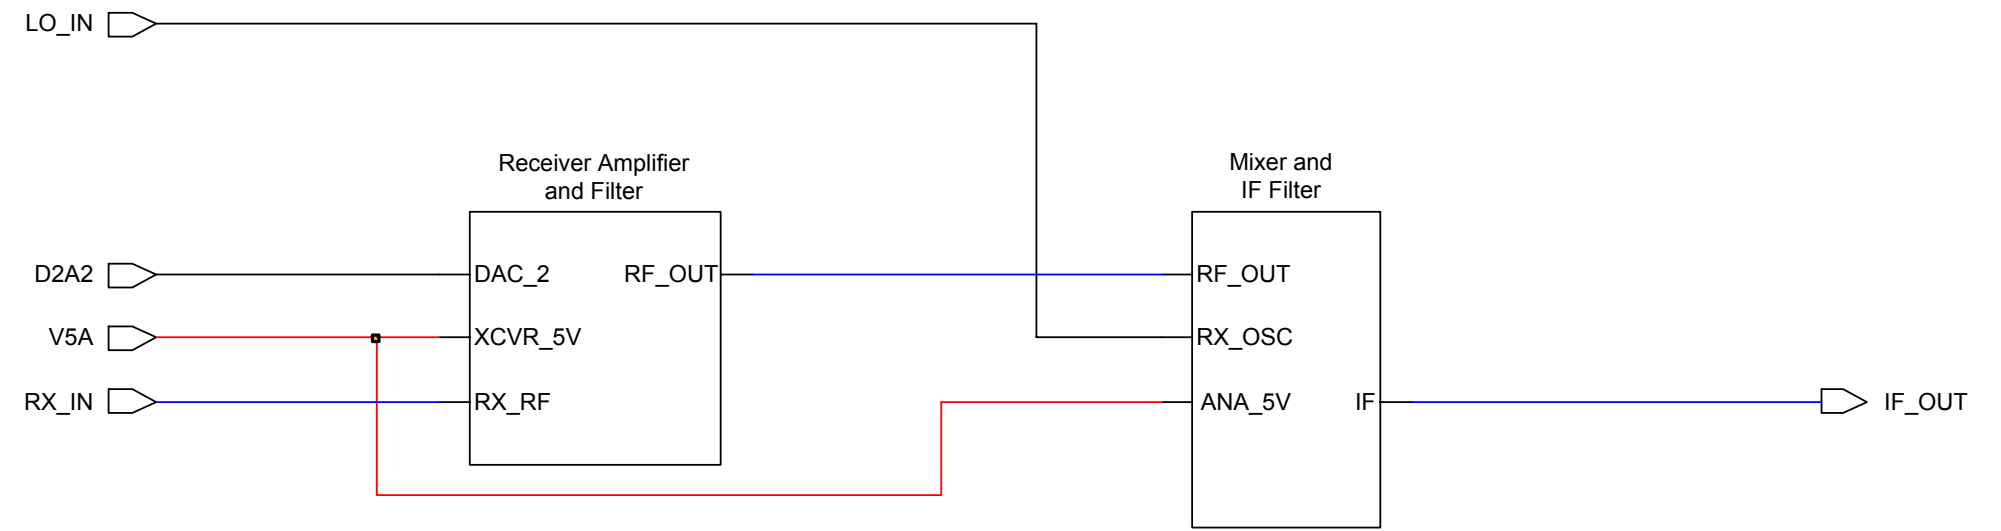 LO_IN
Receiver Amplifier
and Filter
Mixer and
IF Filter
D2A2
DAC_2
RF_OUT
RF_OUT
V5A
XCVR_5V
RX_OSC
RX_IN
RX_RF
ANA_5V
IF
IF_OUT